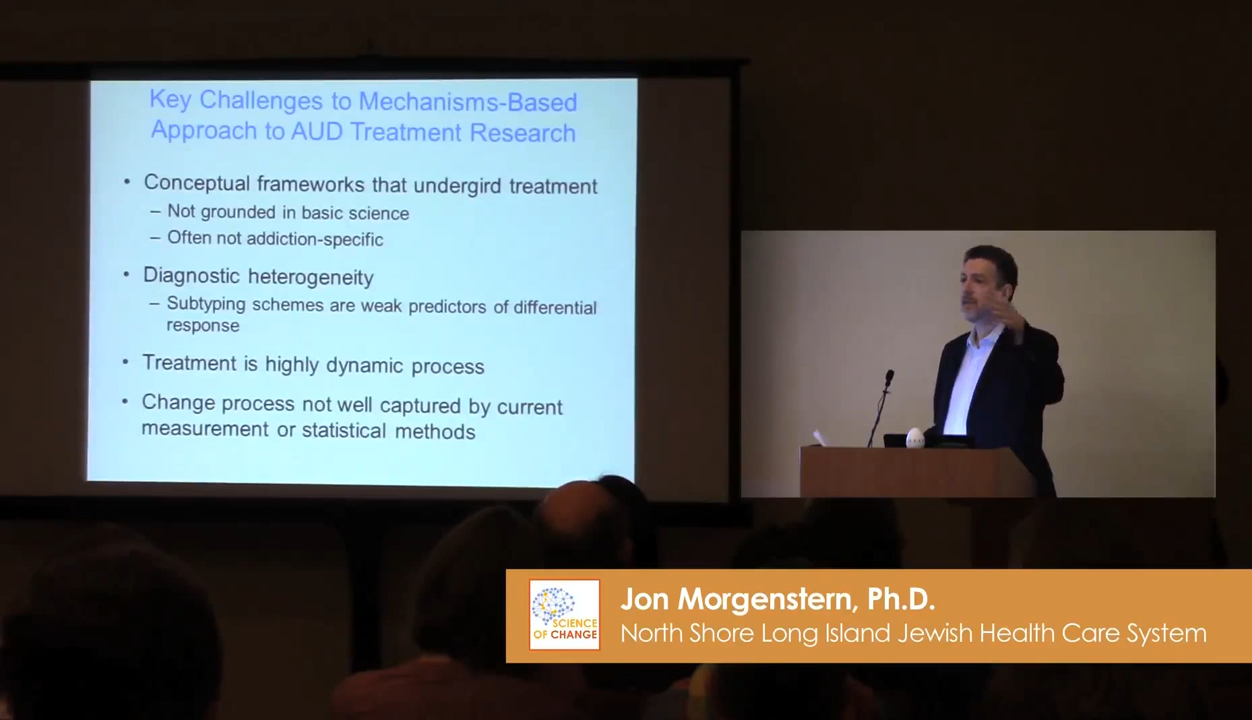 Key Challenges to Mechanisms-Based
Approach to AUD Treatment Research
• Conceptual frameworks that undergird treatment
– Not grounded in basic science
– Often not addiction-specific
• Diagnostic heterogeneity
– Subtyping schemes are weak predictors of differential
response
• Treatment is highly dynamic process
• Change process not well captured by current
measurement or statistical methods
SCIENCE
OF CHANGE
Jon Morgenstern, Ph.D.
North Shore Long Island Jewish Health Care System